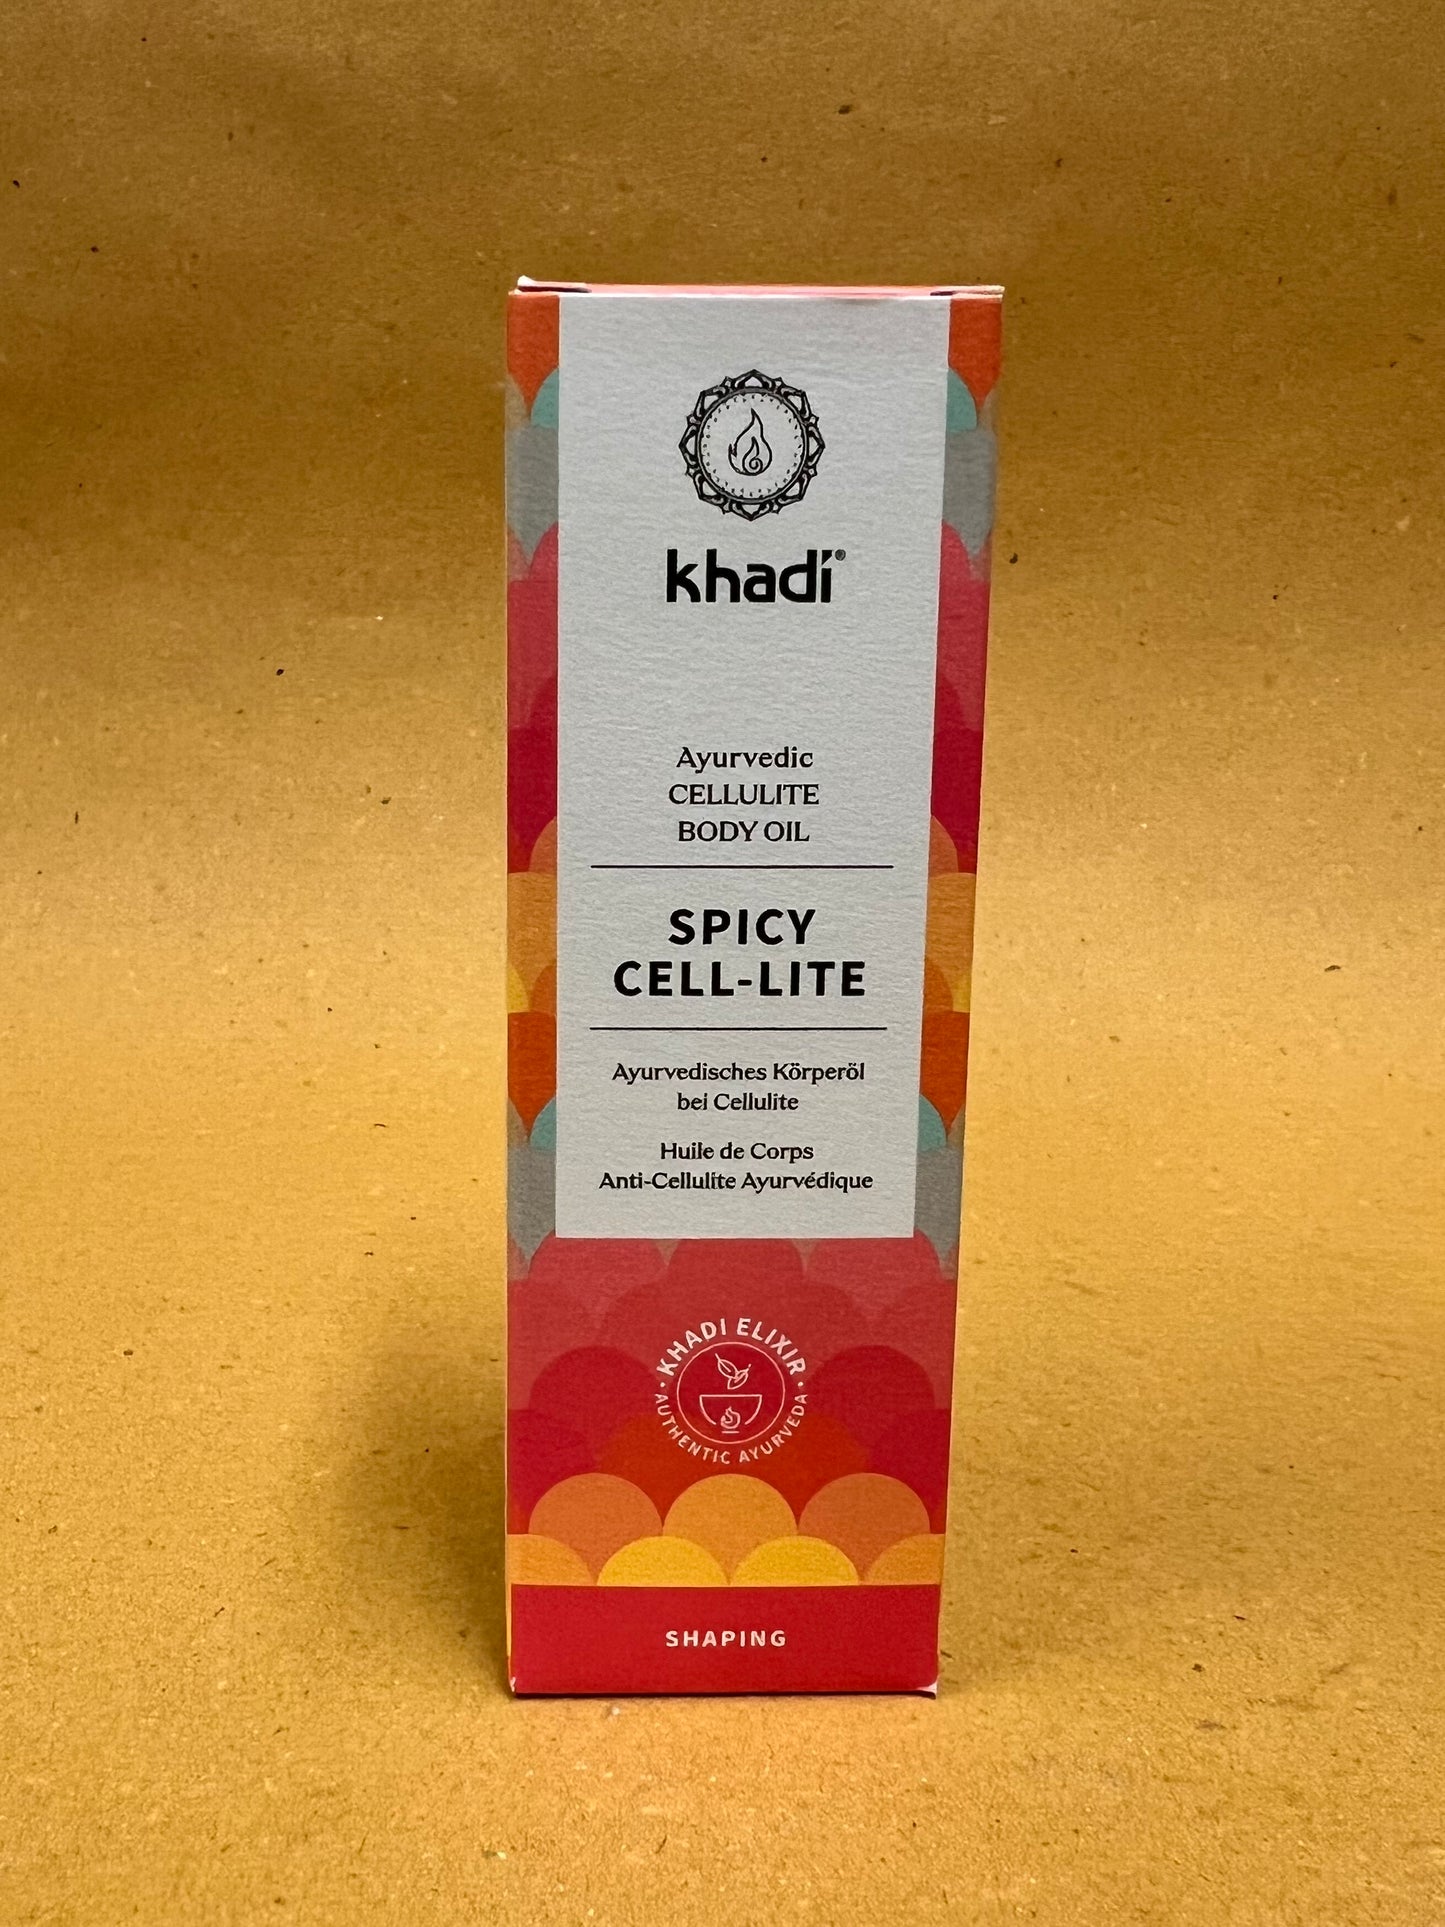 khadi®
Ayurvedic
CELLULITE
BODY OIL
SPICY
CELL-LITE
Ayurvedisches Körperöl
bei Cellulite
Huile de Corps
Anti-Cellulite Ayurvédique
· KHADI ELIXIR ·
AUTHENTIC AYURVEDA
SHAPING